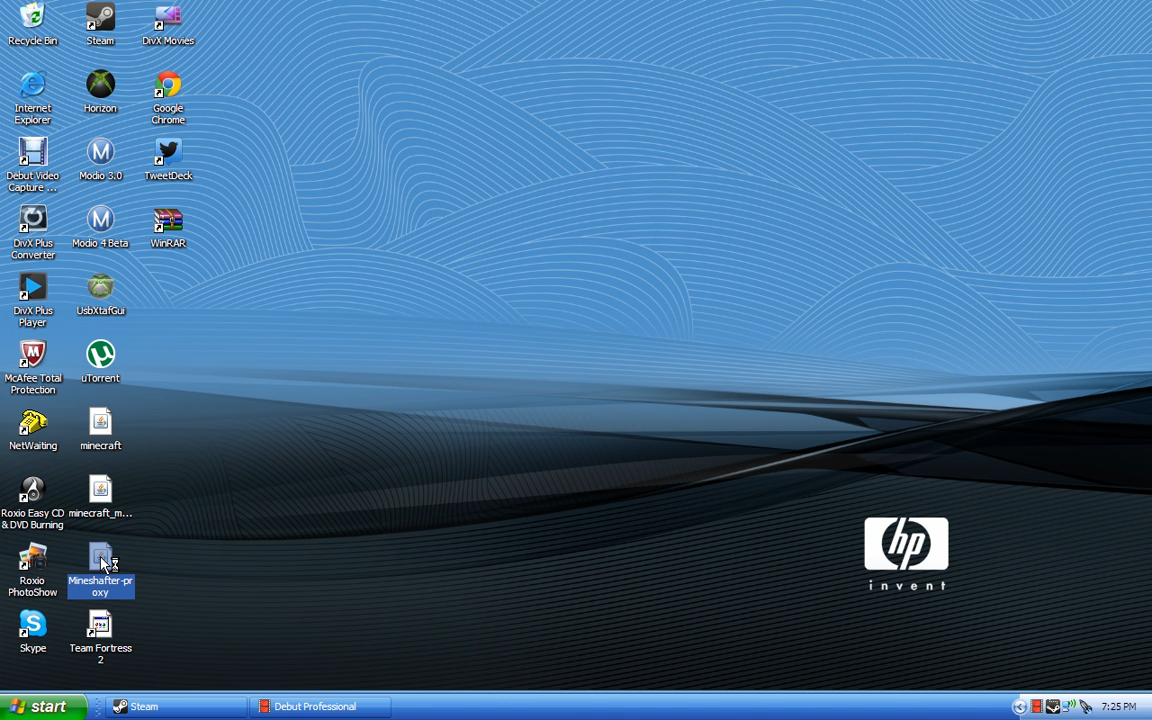 Recycle Bin
Steam
DivX Movies
Internet
Explorer
Horizon
Google
Chrome
Debut Video
Capture ...
Modio 3.0
TweetDeck
DivX Plus
Converter
Modio 4 Beta
WinRAR
DivX Plus
Player
UsbXtafGui
McAfee Total
Protection
uTorrent
NetWaiting
minecraft
Roxio Easy CD
& DVD Burning
minecraft_m...
Roxio
PhotoShow
Mineshafter-pr
oxy
Skype
Team Fortress
2
hp
invent
start
Steam
Debut Professional
7:25 PM